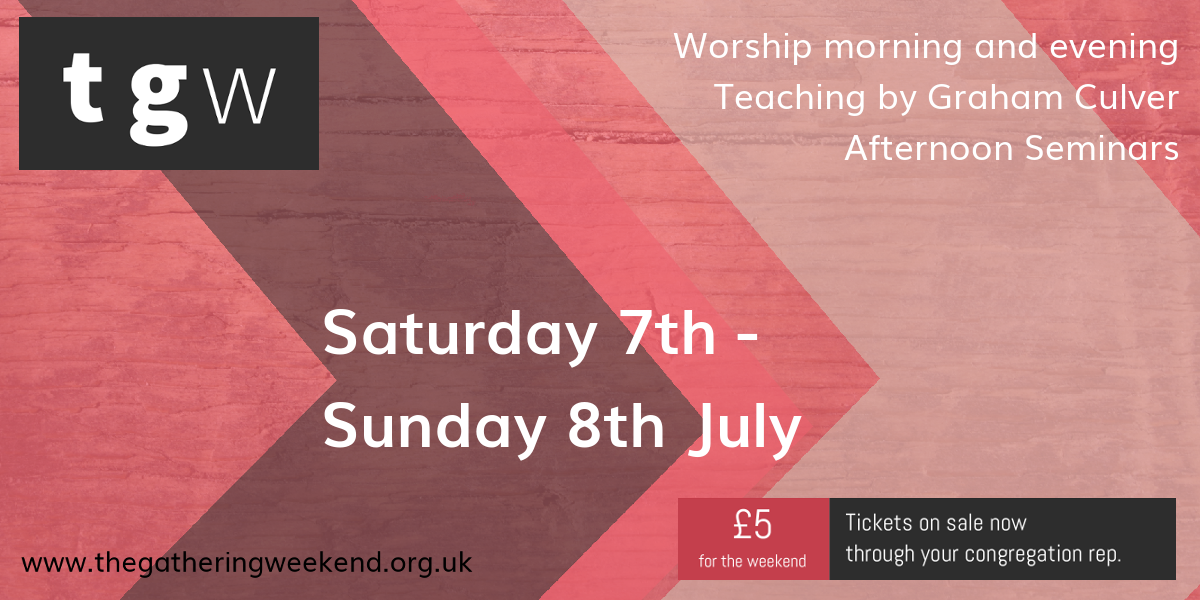 tgw
Worship morning and evening
Teaching by Graham Culver
Afternoon Seminars
Saturday 7th -
Sunday 8th July
£5
for the weekend
Tickets on sale now
through your congregation rep.
www.thegatheringweekend.org.uk